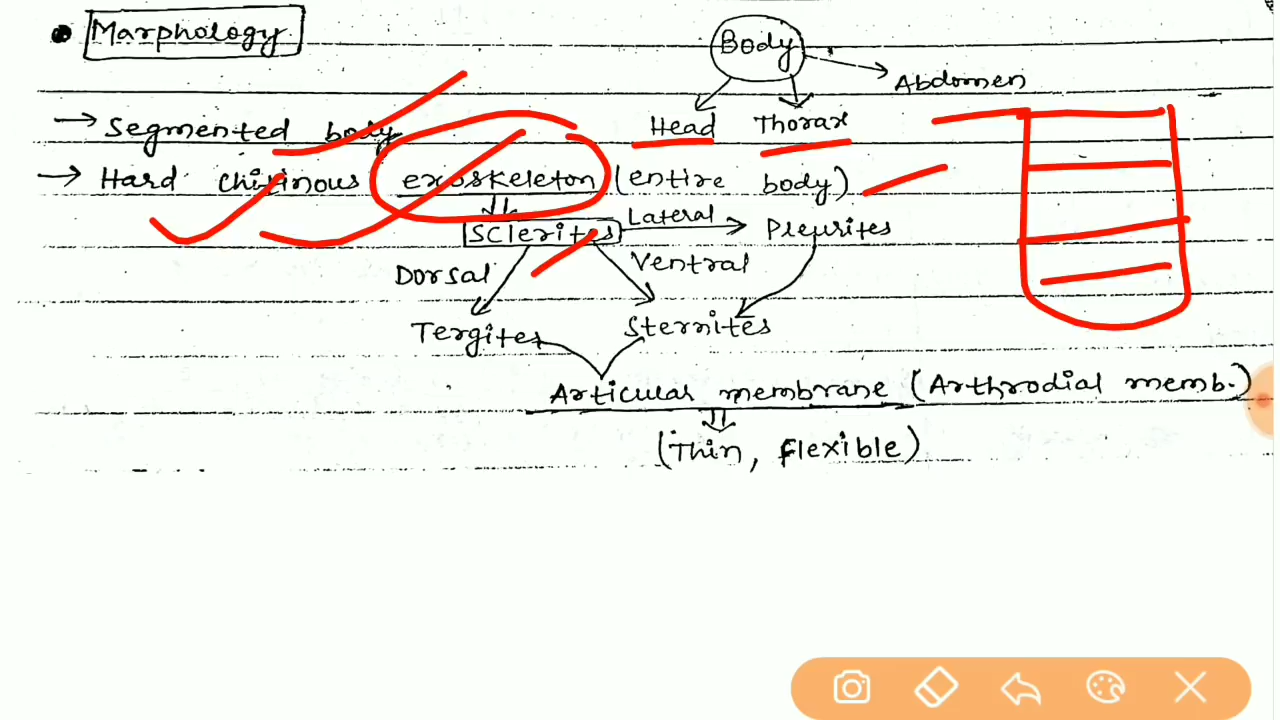 • Marphology
Body
Abdomen
Head Thorax
→ Segmented body
→ Hard chitinous exoskeleton (entire body)
Sclerites Lateral Pleurites
Dorsal Ventral
Tergites Sternites
Articular membrane (Arthrodial memb.)
(Thin, flexible)